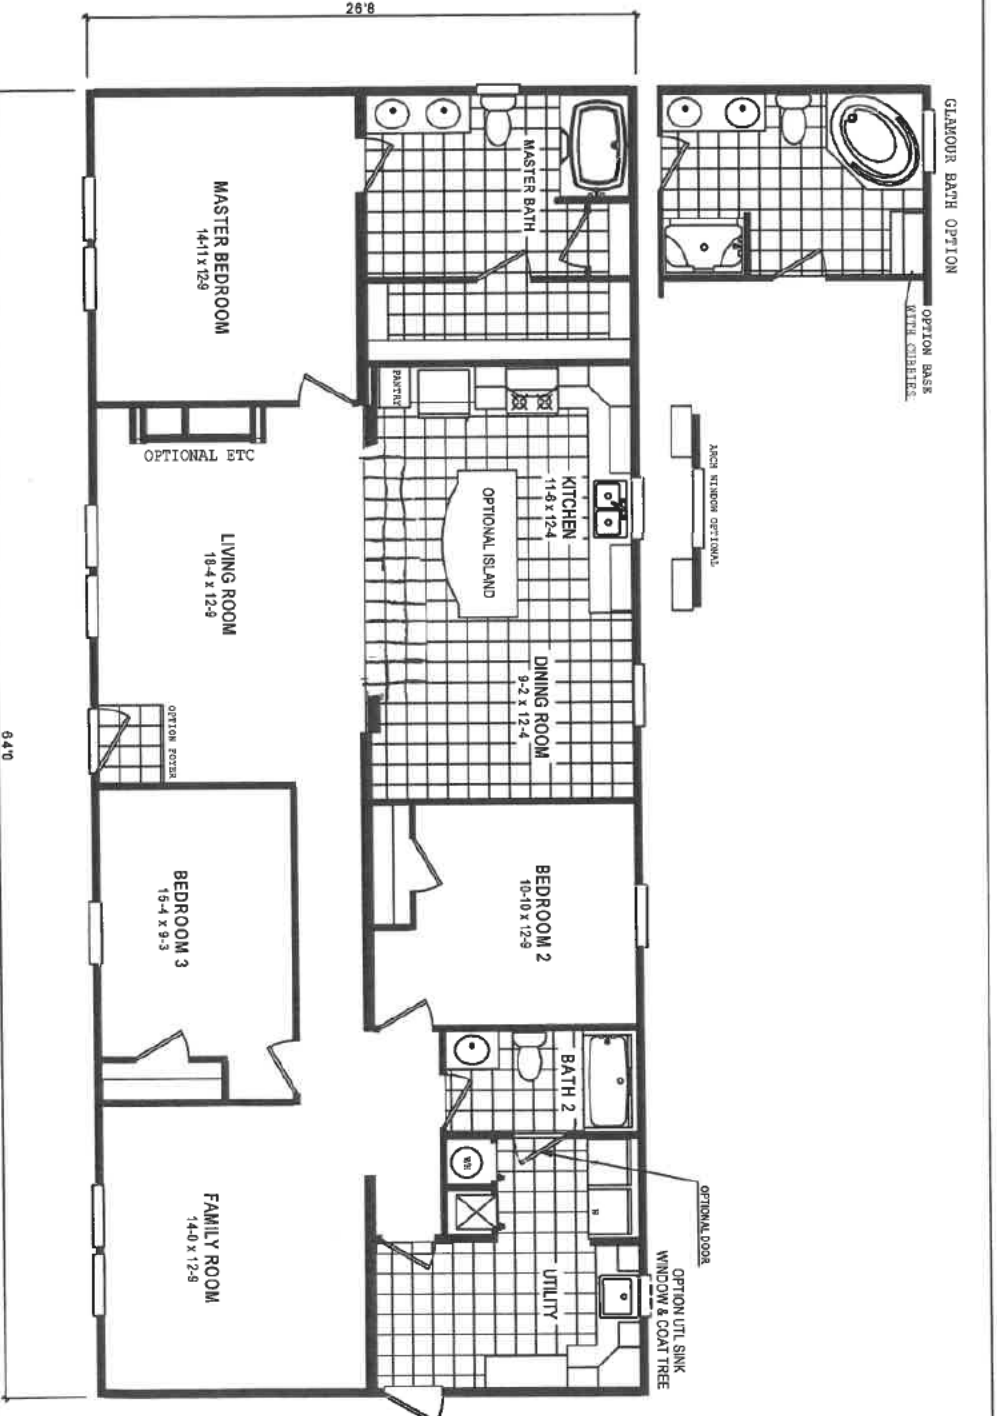 26'8
GLAMOUR BATH OPTION
OPTION BASE
WITH CUBBIES
MASTER BATH
MASTER BEDROOM
14-11 x 12-9
PANTRY
OPTIONAL ETC
KITCHEN
11-6 x 12-4
OPTIONAL ISLAND
ARCH WINDOW OPTIONAL
LIVING ROOM
18-4 x 12-9
DINING ROOM
9-2 x 12-4
OPTION FOYER
64'0
BEDROOM 2
10-10 x 12-9
BEDROOM 3
15-4 x 9-3
BATH 2
WH
OPTIONAL DOOR
UTILITY
OPTION UTL SINK
WINDOW & COAT TREE
FAMILY ROOM
14-0 x 12-9